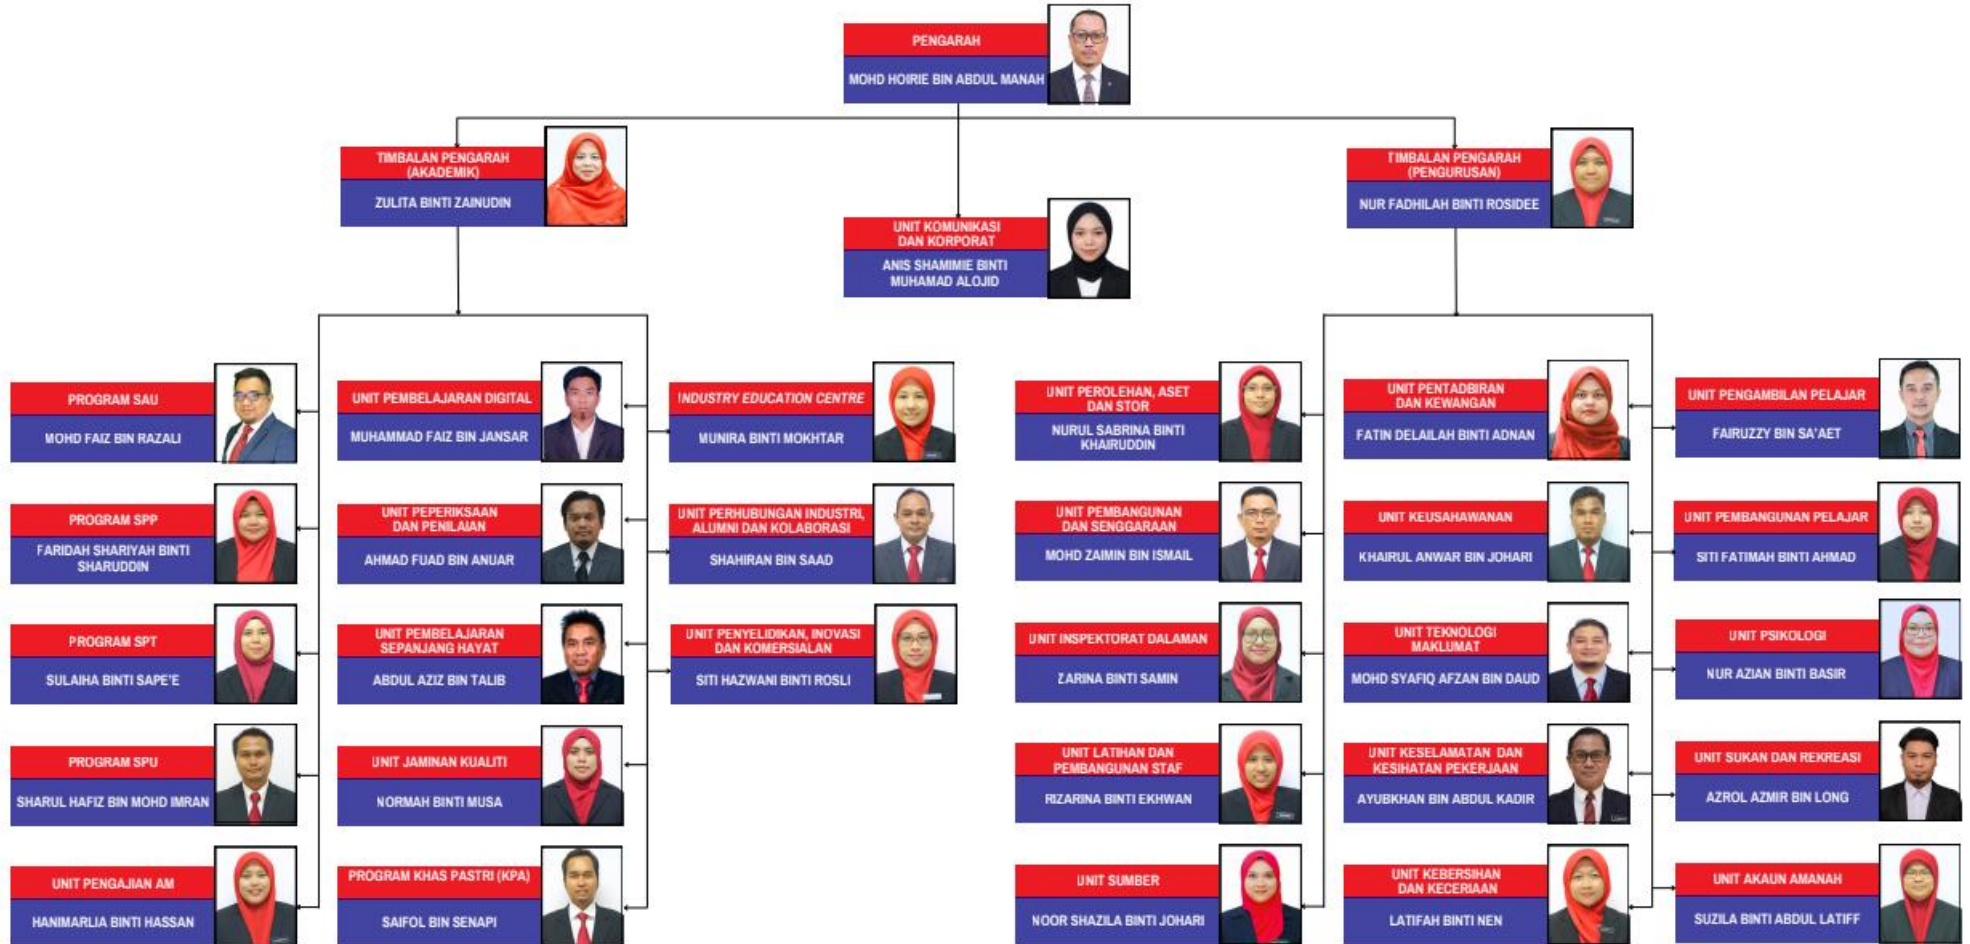 PENGARAH
MOHD HOIRIE BIN ABDUL MANAH
TIMBALAN PENGARAH
(AKADEMIK)
ZULITA BINTI ZAINUDIN
UNIT KOMUNIKASI
DAN KORPORAT
ANIS SHAMIMIE BINTI
MUHAMAD ALOJID
TIMBALAN PENGARAH
(PENGURUSAN)
NUR FADHILAH BINTI ROSIDEE
PROGRAM SAU
MOHD FAIZ BIN RAZALI
PROGRAM SPP
FARIDAH SHARIYAH BINTI
SHARUDDIN
PROGRAM SPT
SULAIHA BINTI SAPE'E
PROGRAM SPU
SHARUL HAFIZ BIN MOHD IMRAN
UNIT PENGAJIAN AM
HANIMARLIA BINTI HASSAN
UNIT PEMBELAJARAN DIGITAL
MUHAMMAD FAIZ BIN JANSAR
UNIT PEPERIKSAAN
DAN PENILAIAN
AHMAD FUAD BIN ANUAR
UNIT PEMBELAJARAN
SEPANJANG HAYAT
ABDUL AZIZ BIN TALIB
UNIT JAMINAN KUALITI
NORMAH BINTI MUSA
PROGRAM KHAS PASTRI (KPA)
SAIFOL BIN SENAPI
INDUSTRY EDUCATION CENTRE
MUNIRA BINTI MOKHTAR
UNIT PERHUBUNGAN INDUSTRI,
ALUMNI DAN KOLABORASI
SHAHIRAN BIN SAAD
UNIT PENYELIDIKAN, INOVASI
DAN KOMERSIALAN
SITI HAZWANI BINTI ROSLI
UNIT PEROLEHAN, ASET
DAN STOR
NURUL SABRINA BINTI
KHAIRUDDIN
UNIT PEMBANGUNAN
DAN SENGGARAAN
MOHD ZAIMIN BIN ISMAIL
UNIT INSPEKTORAT DALAMAN
ZARINA BINTI SAMIN
UNIT LATIHAN DAN
PEMBANGUNAN STAF
RIZARINA BINTI EKHWAN
UNIT SUMBER
NOOR SHAZILA BINTI JOHARI
UNIT PENTADBIRAN
DAN KEWANGAN
FATIN DELAILAH BINTI ADNAN
UNIT KEUSAHAWANAN
KHAIRUL ANWAR BIN JOHARI
UNIT TEKNOLOGI
MAKLUMAT
MOHD SYAFIQ AFZAN BIN DAUD
UNIT KESELAMATAN DAN
KESIHATAN PEKERJAAN
AYUBKHAN BIN ABDUL KADIR
UNIT KEBERSIHAN
DAN KECERIAAN
LATIFAH BINTI NEN
UNIT PENGAMBILAN PELAJAR
FAIRUZZY BIN SA'AET
UNIT PEMBANGUNAN PELAJAR
SITI FATIMAH BINTI AHMAD
UNIT PSIKOLOGI
NUR AZIAN BINTI BASIR
UNIT SUKAN DAN REKREASI
AZROL AZMIR BIN LONG
UNIT AKAUN AMANAH
SUZILA BINTI ABDUL LATIFF